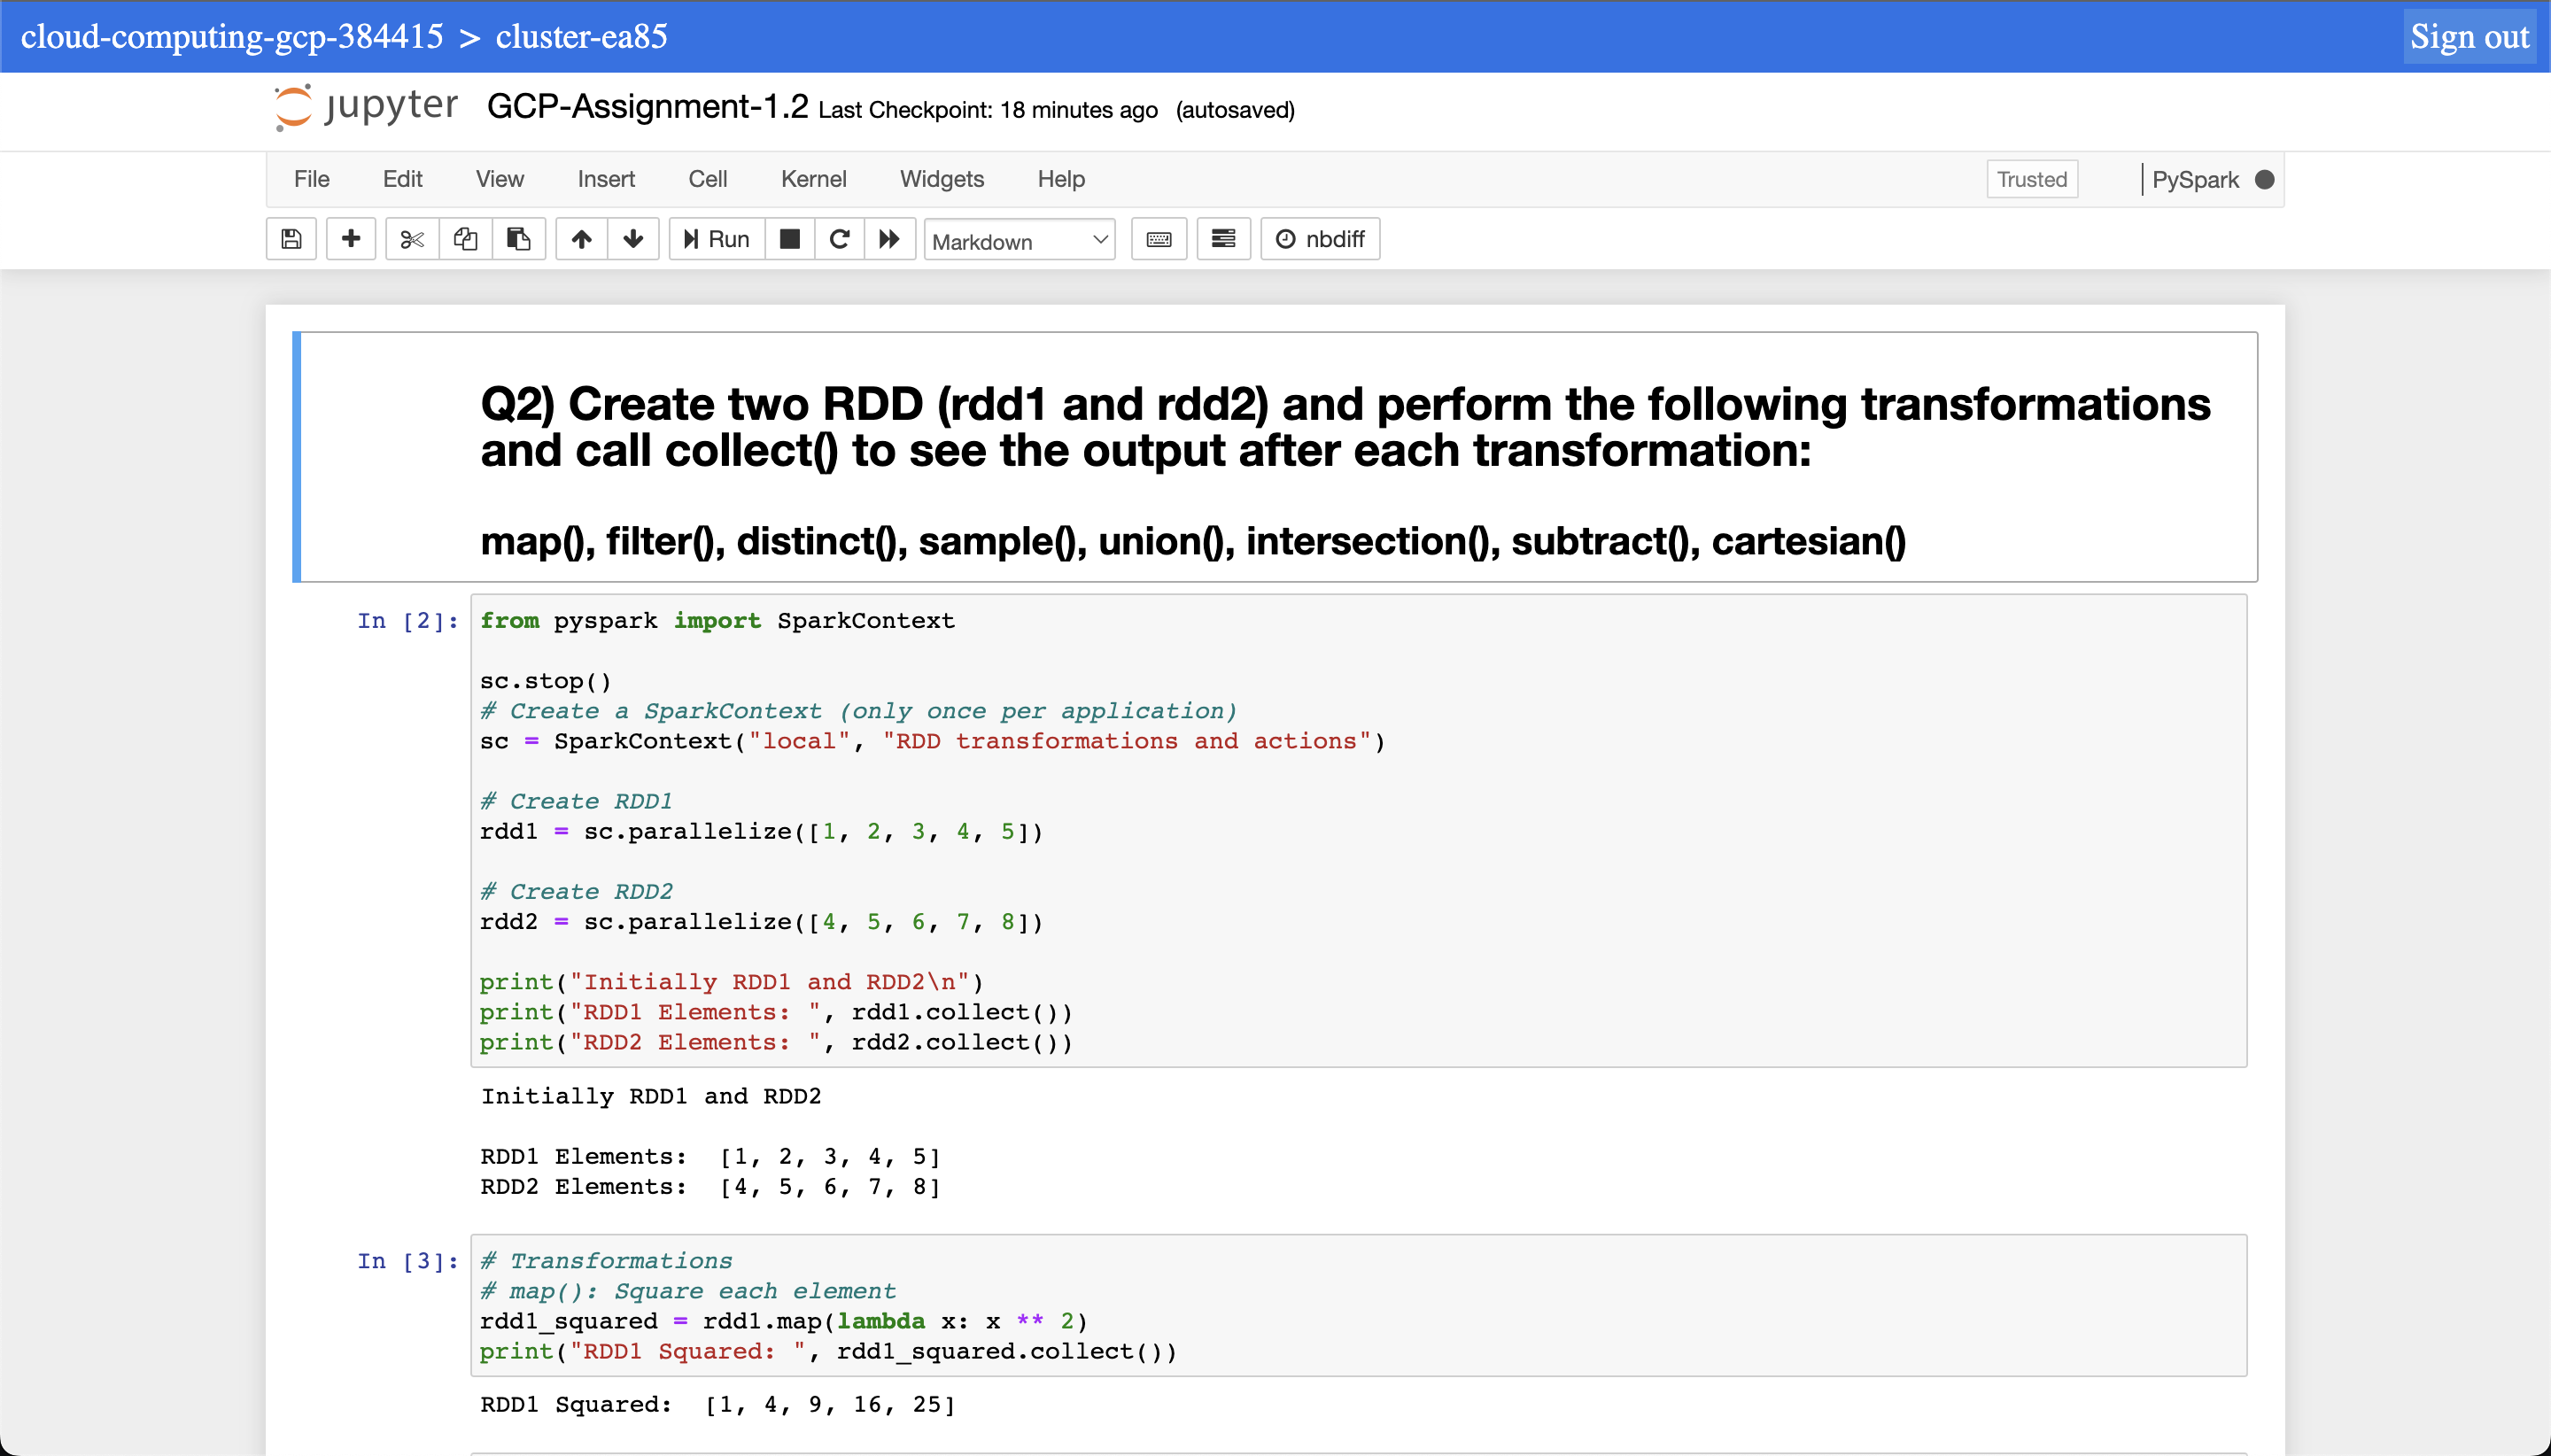 cloud-computing-gcp-384415 > cluster-ea85
Sign out
jupyter GCP-Assignment-1.2 Last Checkpoint: 18 minutes ago (autosaved)
File Edit View Insert Cell Kernel Widgets Help
Trusted
PySpark
Run
Markdown
nbdiff
Q2) Create two RDD (rdd1 and rdd2) and perform the following transformations
and call collect() to see the output after each transformation:
map(), filter(), distinct(), sample(), union(), intersection(), subtract(), cartesian()
In [2]:
from pyspark import SparkContext
sc.stop()
# Create a SparkContext (only once per application)
sc = SparkContext("local", "RDD transformations and actions")
# Create RDD1
rdd1 = sc.parallelize([1, 2, 3, 4, 5])
# Create RDD2
rdd2 = sc.parallelize([4, 5, 6, 7, 8])
print("Initially RDD1 and RDD2\n")
print("RDD1 Elements: ", rdd1.collect())
print("RDD2 Elements: ", rdd2.collect())
Initially RDD1 and RDD2
RDD1 Elements:  [1, 2, 3, 4, 5]
RDD2 Elements:  [4, 5, 6, 7, 8]
In [3]:
# Transformations
# map(): Square each element
rdd1_squared = rdd1.map(lambda x: x ** 2)
print("RDD1 Squared: ", rdd1_squared.collect())
RDD1 Squared:  [1, 4, 9, 16, 25]